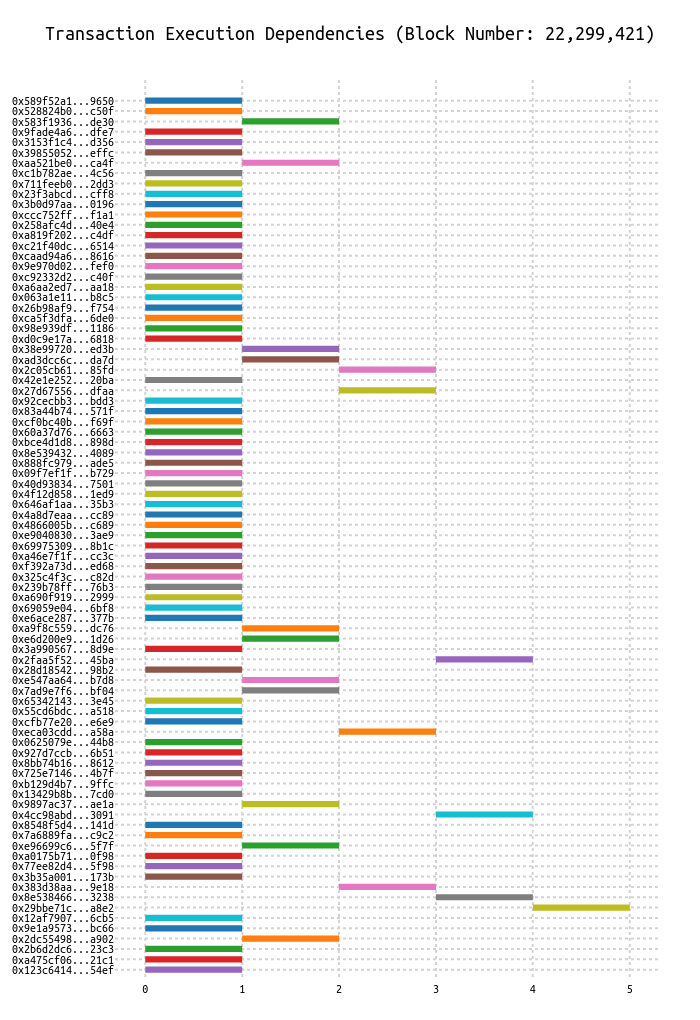 Transaction Execution Dependencies (Block Number: 22,299,421)
0x589f52a1...9650
0x528824b0...c50f
0x583f1936...de30
0x9fade4a6...dfe7
0x3153f1c4...d356
0x39855052...effc
0xaa521be0...ca4f
0xc1b782ae...4c56
0x711feeb0...2dd3
0x23f3abcd...cff8
0x3b0d97aa...0196
0xccc752ff...f1a1
0x258afc4d...40e4
0xa819f202...c4df
0xc21f40dc...6514
0xcaad94a6...8616
0x9e970d02...fef0
0xc92332d2...c40f
0xa6aa2ed7...aa18
0x063a1e11...b8c5
0x26b98af9...f754
0xca5f3dfa...6de0
0x98e939df...1186
0xd0c9e17a...6818
0x38e99720...ed3b
0xad3dcc6c...da7d
0x2c05cb61...85fd
0x42e1e252...20ba
0x27d67556...dfaa
0x92cecbb3...bdd3
0x83a44b74...571f
0xcf0bc40b...f69f
0x60a37d76...6663
0xbce4d1d8...898d
0x8e539432...4089
0x888fc979...ade5
0x09f7ef1f...b729
0x40d93834...7501
0x4f12d858...1ed9
0x646af1aa...35b3
0x4a8d7eaa...cc89
0x4866005b...c689
0xe9040830...3ae9
0x69975309...8b1c
0xa46e7f1f...cc3c
0xf392a73d...ed68
0x325c4f3c...c82d
0x239b78ff...76b3
0xa690f919...2999
0x69059e04...6bf8
0xe6ace287...377b
0xa9f8c559...dc76
0xe6d200e9...1d26
0x3a990567...8d9e
0x2faa5f52...45ba
0x28d18542...98b2
0xe547aa64...b7d8
0x7ad9e7f6...bf04
0x65342143...3e45
0x55cd6bdc...a518
0xcfb77e20...e6e9
0xeca03cdd...a58a
0x0625079e...44b8
0x927d7ccb...6b51
0x8bb74b16...8612
0x725e7146...4b7f
0xb129d4b7...9ffc
0x13429b8b...7cd0
0x9897ac37...ae1a
0x4cc98abd...3091
0x8548f5d4...141d
0x7a6889fa...c9c2
0xe96699c6...5f7f
0xa0175b71...0f98
0x77ee82d4...5f98
0x3b35a001...173b
0x383d38aa...9e18
0x8e538466...3238
0x29bbe71c...a8e2
0x12af7907...6cb5
0x9e1a9573...bc66
0x2dc55498...a902
0x2b6d2dc6...23c3
0xa475cf06...21c1
0x123c6414...54ef
0 1 2 3 4 5